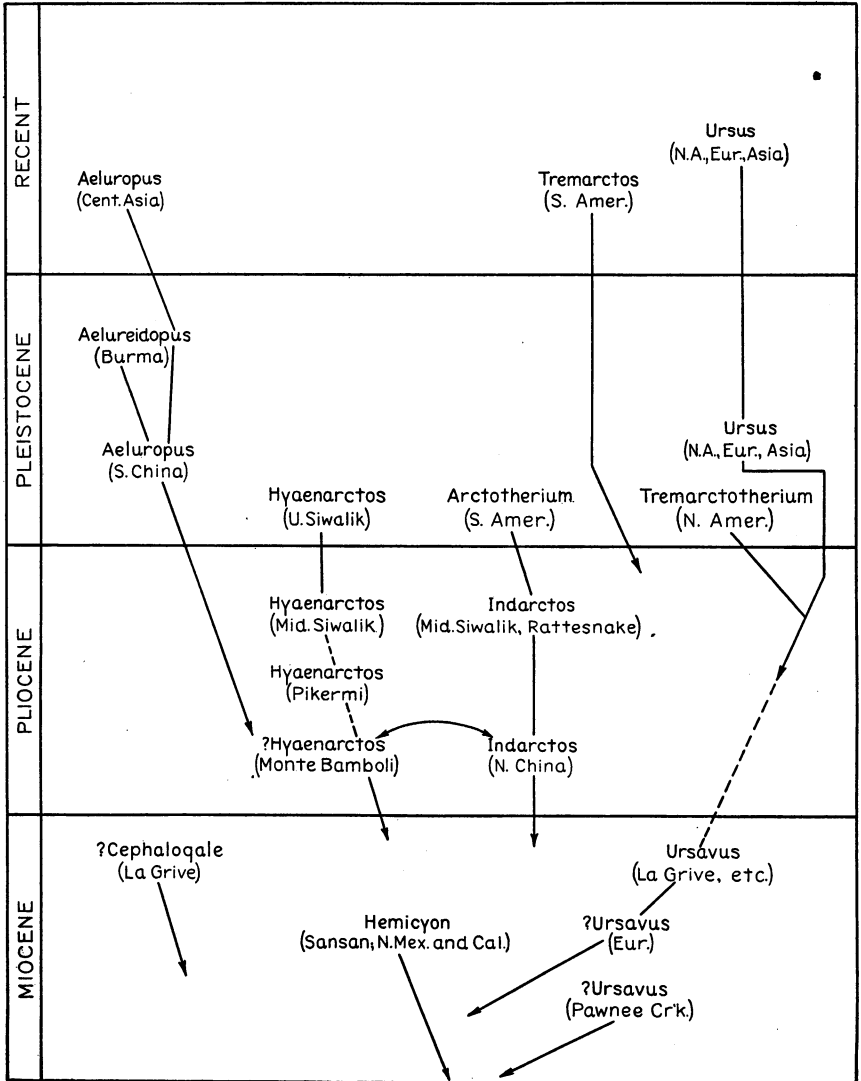 RECENT
Ursus
(N.A., Eur., Asia)
Aeluropus
(Cent. Asia)
Tremarctos
(S. Amer.)
PLEISTOCENE
Aelureidopus
(Burma)
Aeluropus
(S. China)
Ursus
(N.A., Eur., Asia)
Hyaenarctos
(U. Siwalik)
Arctotherium
(S. Amer.)
Tremarctotherium
(N. Amer.)
PLIOCENE
Hyaenarctos
(Mid. Siwalik)
Indarctos
(Mid. Siwalik, Rattesnake)
Hyaenarctos
(Pikermi)
?Hyaenarctos
(Monte Bamboli)
Indarctos
(N. China)
MIOCENE
?Cephalogale
(La Grive)
Ursavus
(La Grive, etc.)
Hemicyon
(Sansan; N. Mex. and Cal.)
?Ursavus
(Eur.)
?Ursavus
(Pawnee Cr'k.)